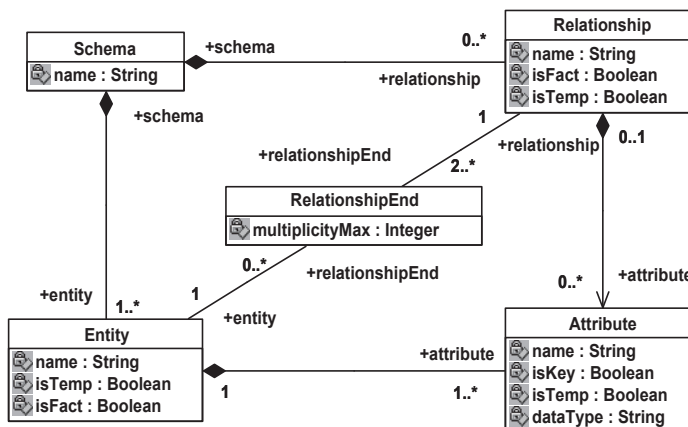 Relationship
name : String
isFact : Boolean
isTemp : Boolean
Schema
name : String
+schema
0..*
+relationship
+schema
1
+relationship
0..1
+relationshipEnd
2..*
RelationshipEnd
multiplicityMax : Integer
0..*
+relationshipEnd
1
+entity
+entity
1..*
0..*
+attribute
Entity
name : String
isTemp : Boolean
isFact : Boolean
+attribute
1
1..*
Attribute
name : String
isKey : Boolean
isTemp : Boolean
dataType : String